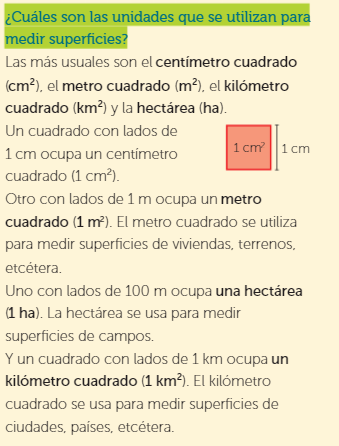 ¿Cuáles son las unidades que se utilizan para
medir superficies?
Las más usuales son el centímetro cuadrado
(cm²), el metro cuadrado (m²), el kilómetro
cuadrado (km²) y la hectárea (ha).
Un cuadrado con lados de
1 cm ocupa un centímetro
cuadrado (1 cm²).
1 cm² 1 cm
Otro con lados de 1 m ocupa un metro
cuadrado (1 m²). El metro cuadrado se utiliza
para medir superficies de viviendas, terrenos,
etcétera.
Uno con lados de 100 m ocupa una hectárea
(1 ha). La hectárea se usa para medir
superficies de campos.
Y un cuadrado con lados de 1 km ocupa un
kilómetro cuadrado (1 km²). El kilómetro
cuadrado se usa para medir superficies de
ciudades, países, etcétera.